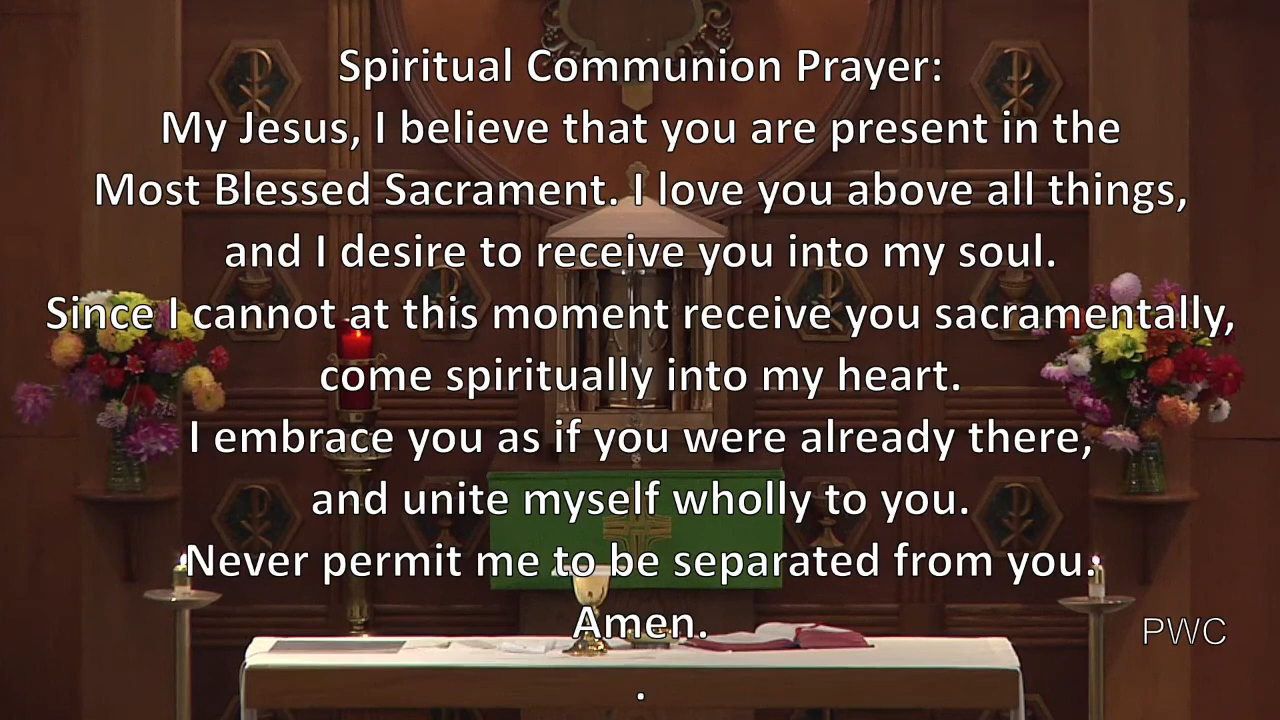 Spiritual Communion Prayer:
My Jesus, I believe that you are present in the
Most Blessed Sacrament. I love you above all things,
and I desire to receive you into my soul.
Since I cannot at this moment receive you sacramentally,
come spiritually into my heart.
I embrace you as if you were already there,
and unite myself wholly to you.
Never permit me to be separated from you.
Amen.
PWC
.